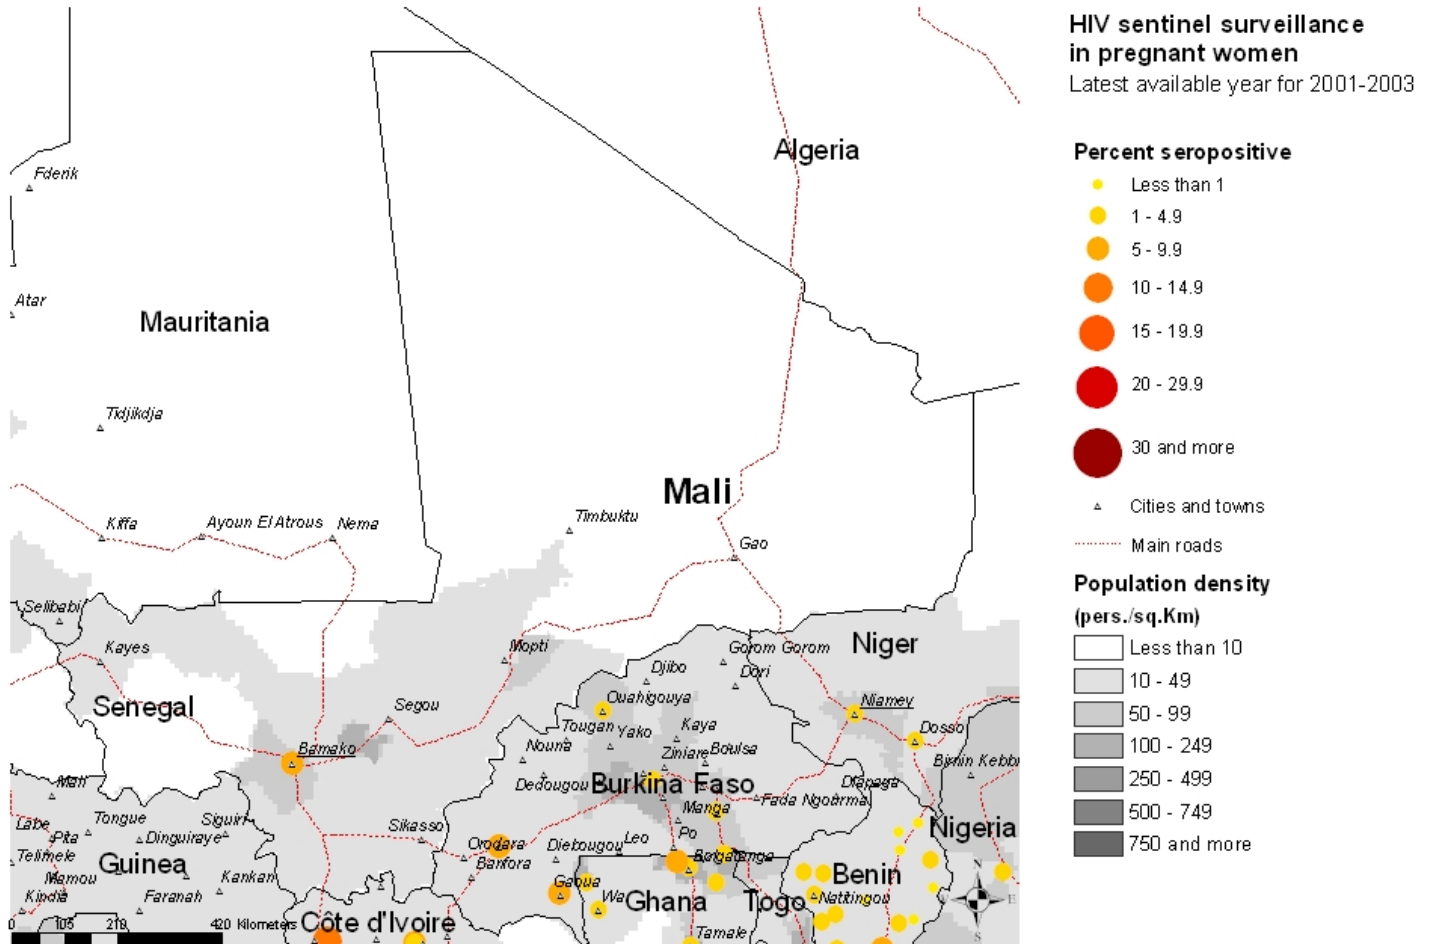 HIV sentinel surveillance
in pregnant women
Latest available year for 2001-2003
Percent seropositive
Less than 1
1 - 4.9
5 - 9.9
10 - 14.9
15 - 19.9
20 - 29.9
30 and more
Cities and towns
Main roads
Population density
(pers./sq.Km)
Less than 10
10 - 49
50 - 99
100 - 249
250 - 499
500 - 749
750 and more
Algeria
Fderik
Atar
Mauritania
Tidjikdja
Mali
Kiffa
Ayoun El Atrous
Nema
Timbuktu
Gao
Selibabi
Kayes
Mopti
Gorom Gorom
Niger
Djibo
Dori
Senegal
Segou
Ouahigouya
Niamey
Tougan
Yako
Kaya
Dosso
Bamako
Nouna
Ziniare
Boulsa
Birnin Kebbi
Mali
Dedougou
Burkina Faso
Diapaga
Fada Ngourma
Manga
Labe
Pita
Tongue
Dinguiraye
Siguiri
Sikasso
Orodara
Banfora
Diebougou
Leo
Po
Nigeria
Telimele
Guinea
Bolgatenga
Benin
Mamou
Kankan
Gaoua
Kindia
Faranah
Wa
Ghana
Togo
Natitingou
N
E
S
0 105 210 420 Kilometers
Côte d'Ivoire
Tamale